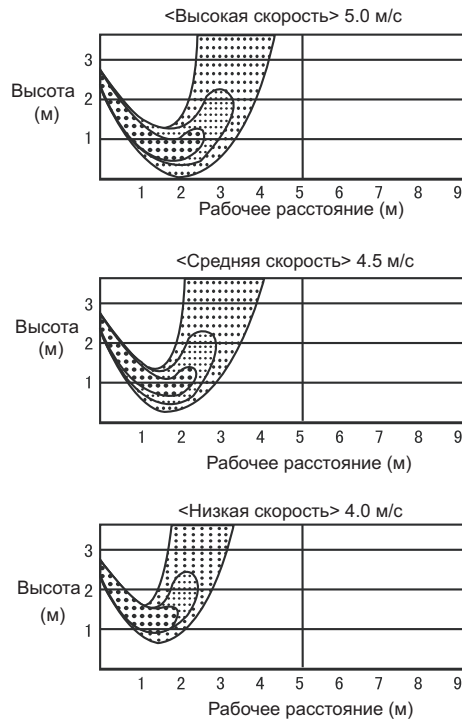 <Высокая скорость> 5.0 м/с
3
Высота
(м)
2
1
1 2 3 4 5 6 7 8 9
Рабочее расстояние (м)
<Средняя скорость> 4.5 м/с
3
Высота
(м)
2
1
1 2 3 4 5 6 7 8 9
Рабочее расстояние (м)
<Низкая скорость> 4.0 м/с
3
Высота
(м)
2
1
1 2 3 4 5 6 7 8 9
Рабочее расстояние (м)